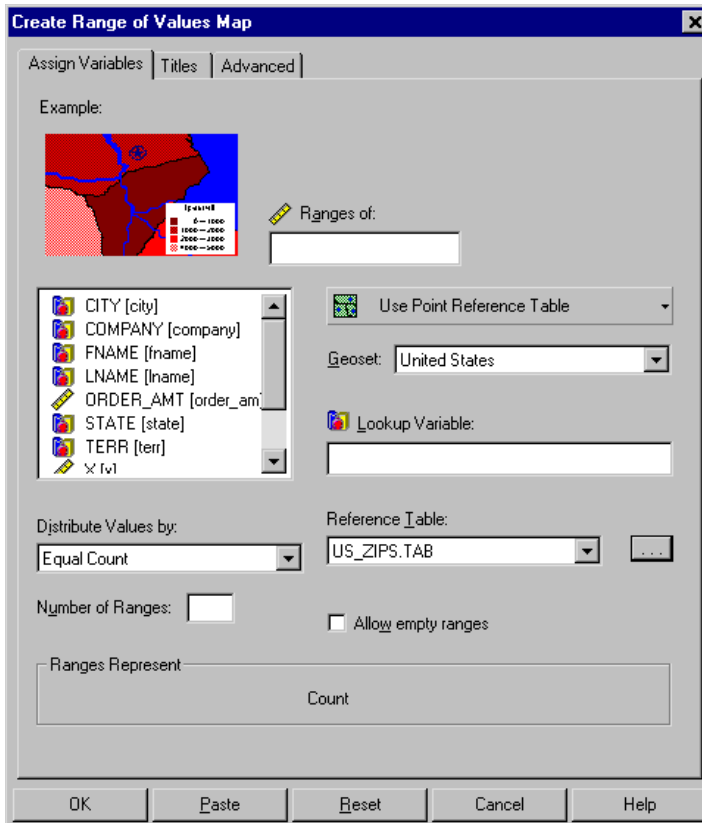 Create Range of Values Map
Assign Variables
Titles
Advanced
Example:
Ranges of:
CITY [city]
COMPANY [company]
FNAME [fname]
LNAME [lname]
ORDER_AMT [order_am
STATE [state]
TERR [terr]
Use Point Reference Table
Geoset:
United States
Lookup Variable:
Distribute Values by:
Equal Count
Reference Table:
US_ZIPS.TAB
...
Number of Ranges:
Allow empty ranges
Ranges Represent
Count
OK
Paste
Reset
Cancel
Help